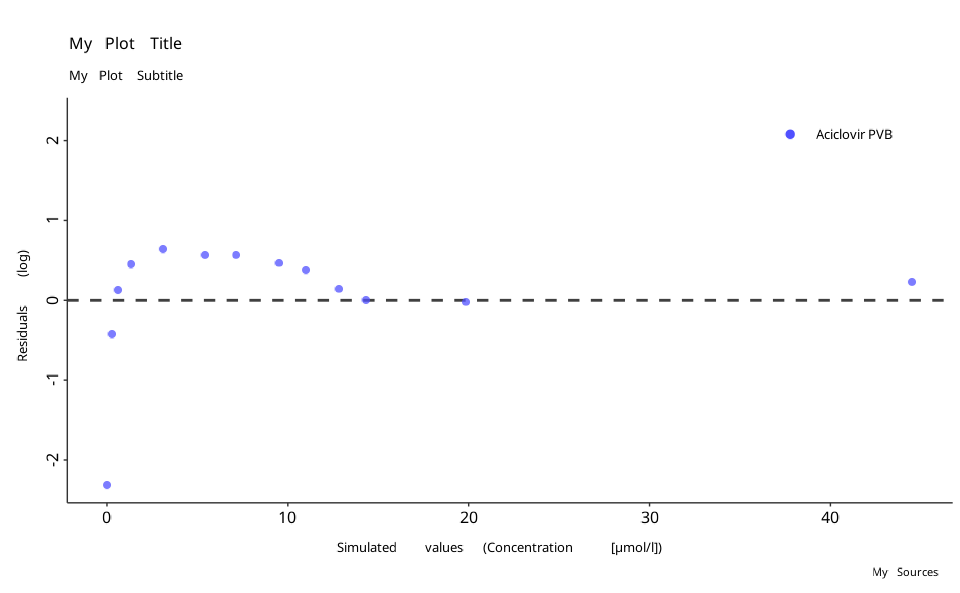 My Plot Title
My Plot Subtitle
Aciclovir PVB
Residuals (log)
2
1
0
-1
-2
0 10 20 30 40
Simulated values (Concentration [µmol/l])
My Sources